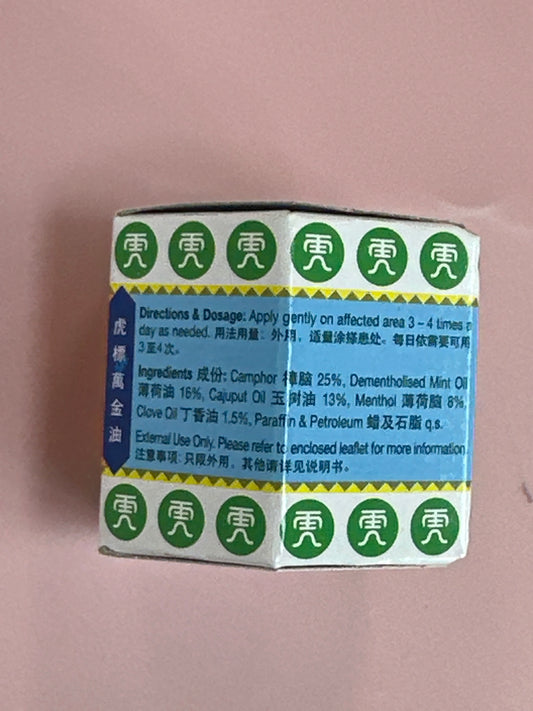 虎標萬金油
Directions & Dosage: Apply gently on affected area 3 ~ 4 times a
day as needed. 用法用量: 外用, 适量涂搽患处。每日依需要可用
3至4次。
Ingredients 成份: Camphor 樟脑 25%, Dementholised Mint Oil
薄荷油 16%, Cajuput Oil 玉树油 13%, Menthol 薄荷脑 8%,
Clove Oil 丁香油 1.5%, Paraffin & Petroleum 蜡及石脂 q.s.
External Use Only. Please refer to enclosed leaflet for more information.
注意事项: 只限外用。其他请详见说明书。